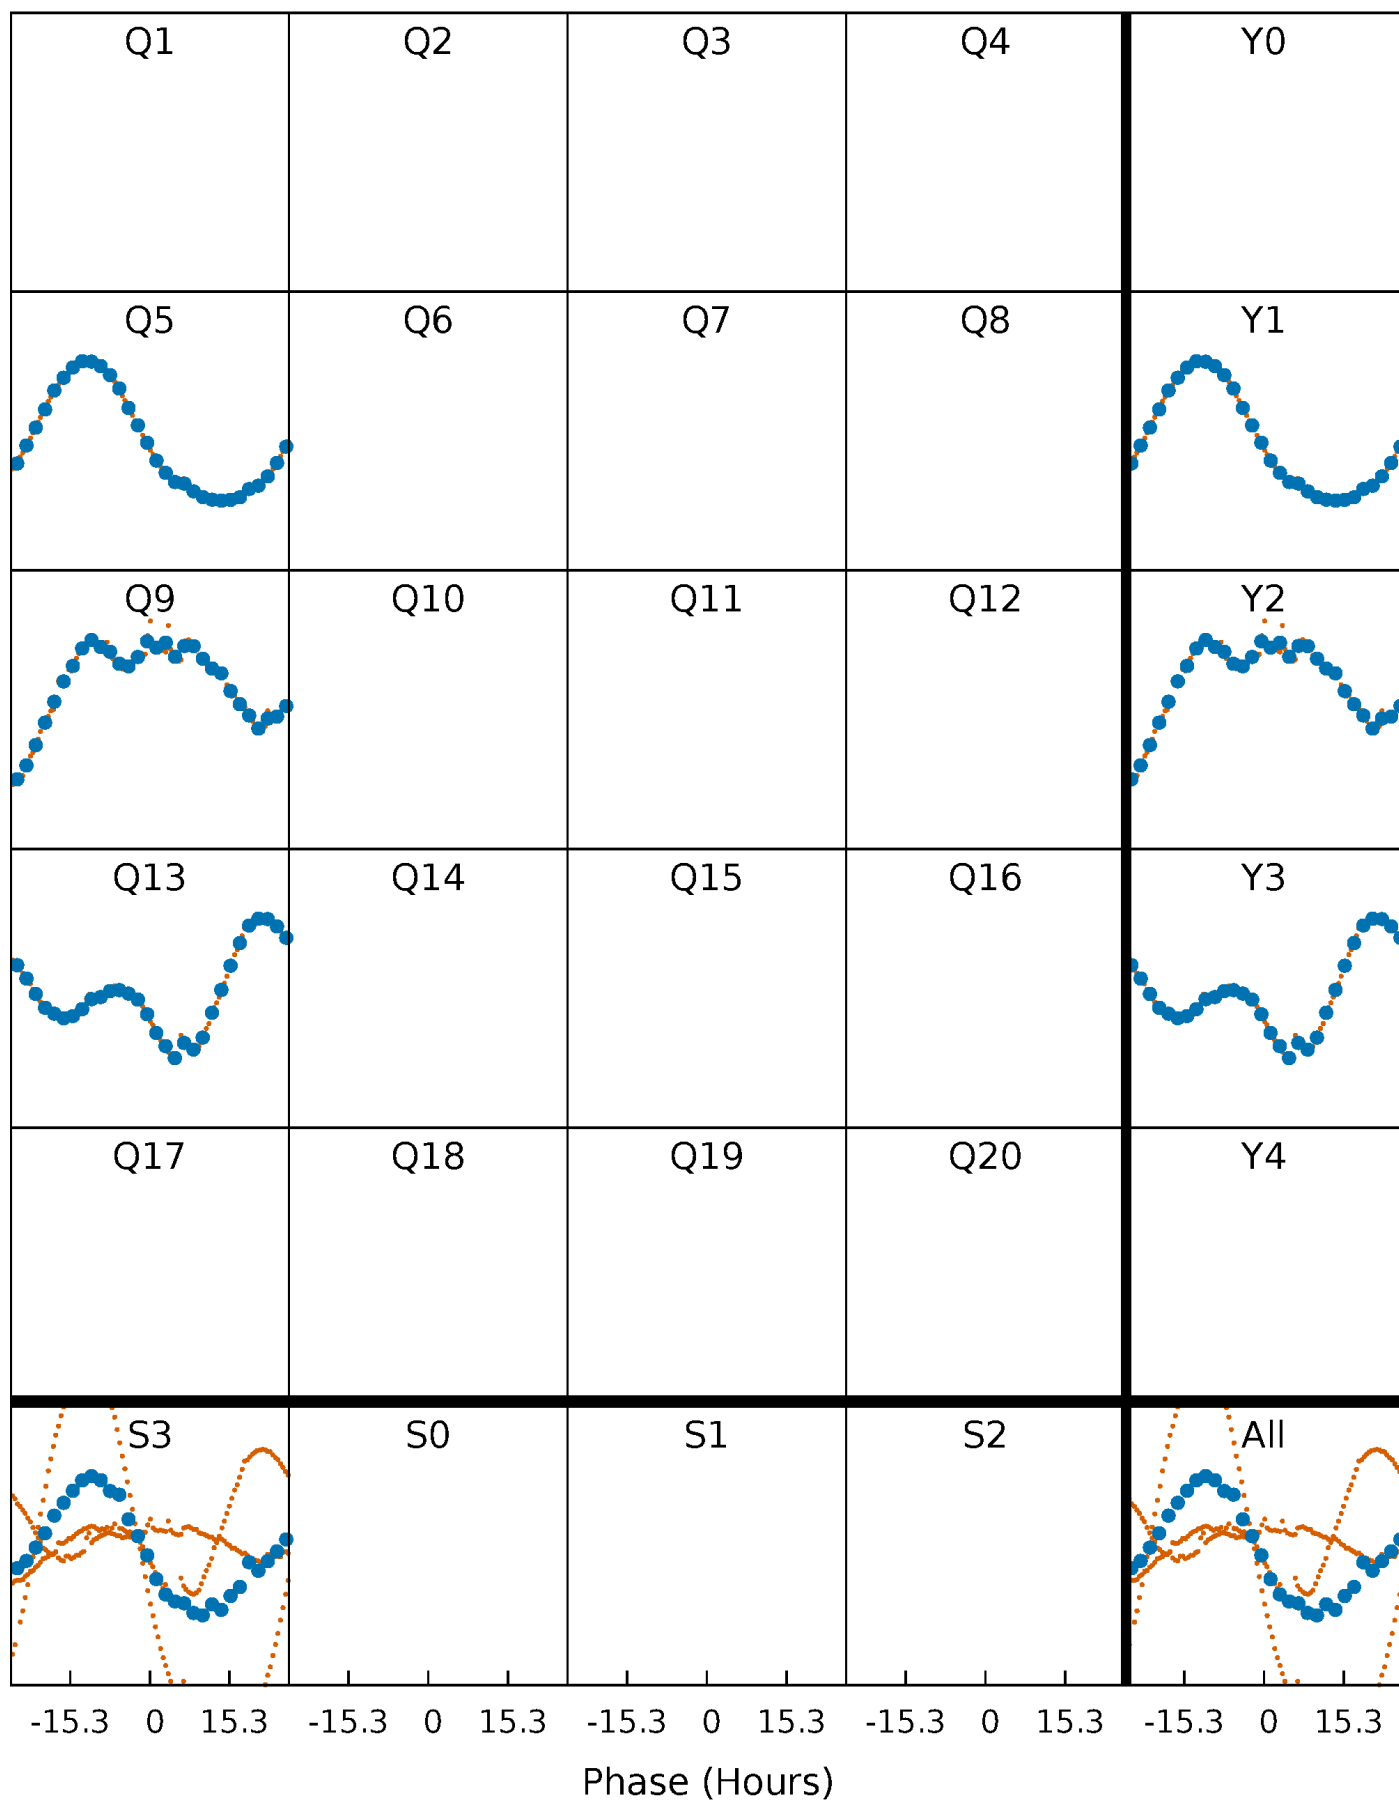 Q1 Q2 Q3 Q4 Y0
Q5 Q6 Q7 Q8 Y1
Q9 Q10 Q11 Q12 Y2
Q13 Q14 Q15 Q16 Y3
Q17 Q18 Q19 Q20 Y4
S3 S0 S1 S2 All
-15.3 0 15.3 -15.3 0 15.3 -15.3 0 15.3 -15.3 0 15.3 -15.3 0 15.3
Phase (Hours)